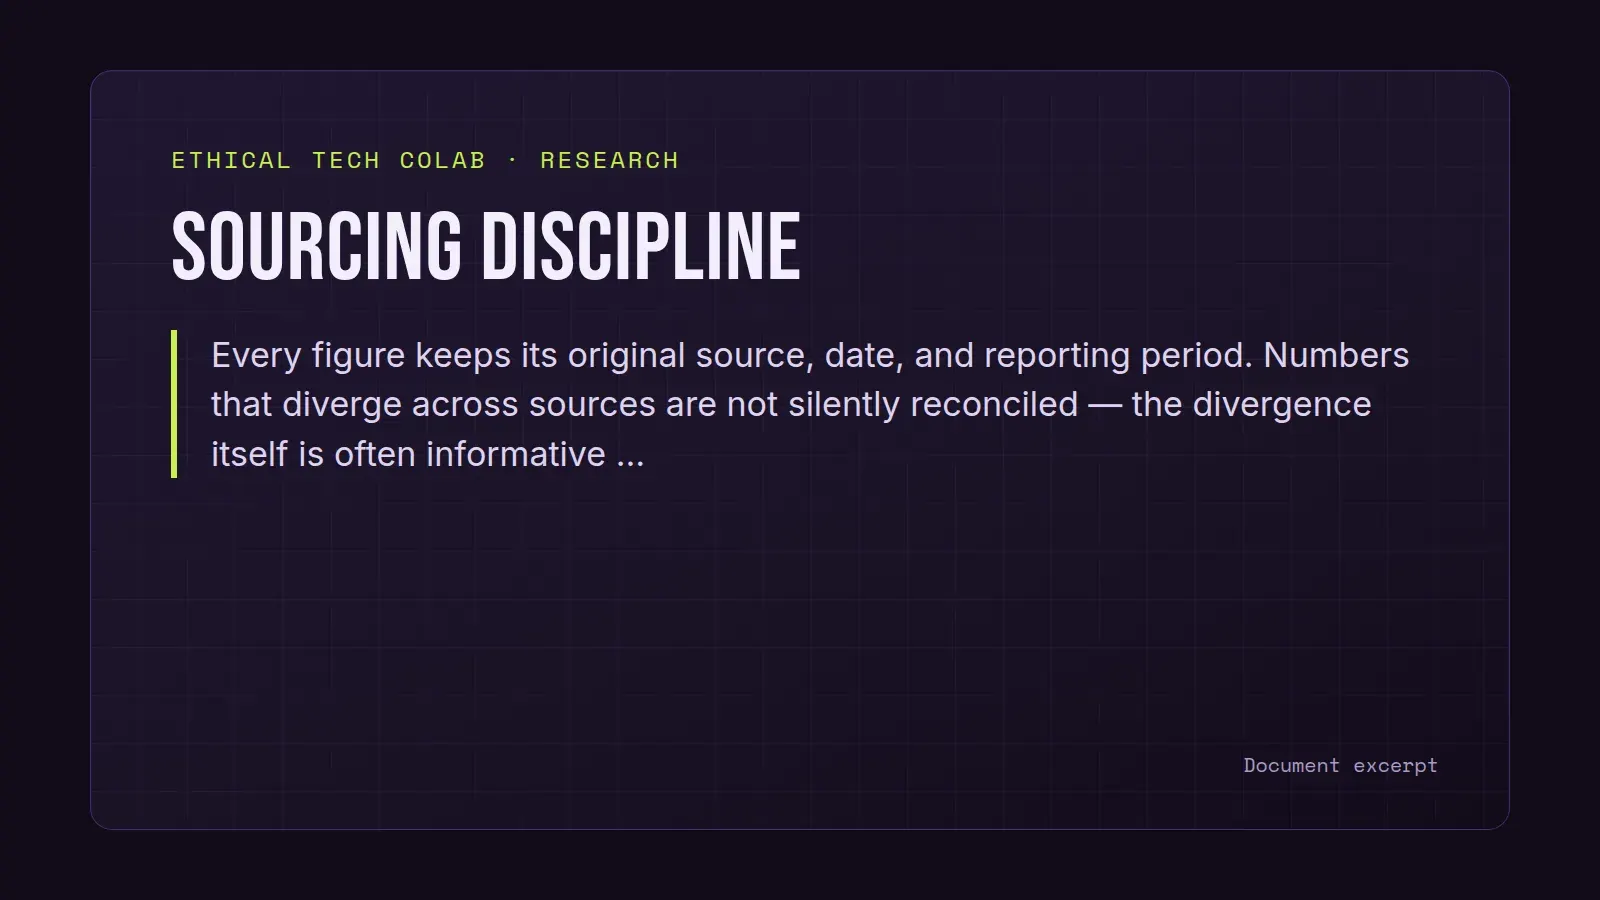 ETHICAL TECH COLAB · RESEARCH
SOURCING DISCIPLINE
Every figure keeps its original source, date, and reporting period. Numbers
that diverge across sources are not silently reconciled — the divergence
itself is often informative ...
Document excerpt